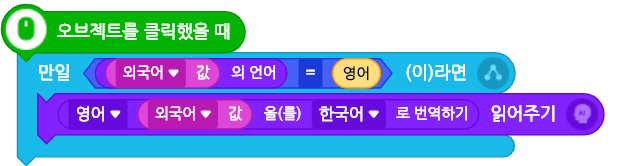 오브젝트를 클릭했을 때
만일 외국어 값 의 언어 = 영어 (이)라면
영어 외국어 값 을(를) 한국어 로 번역하기 읽어주기